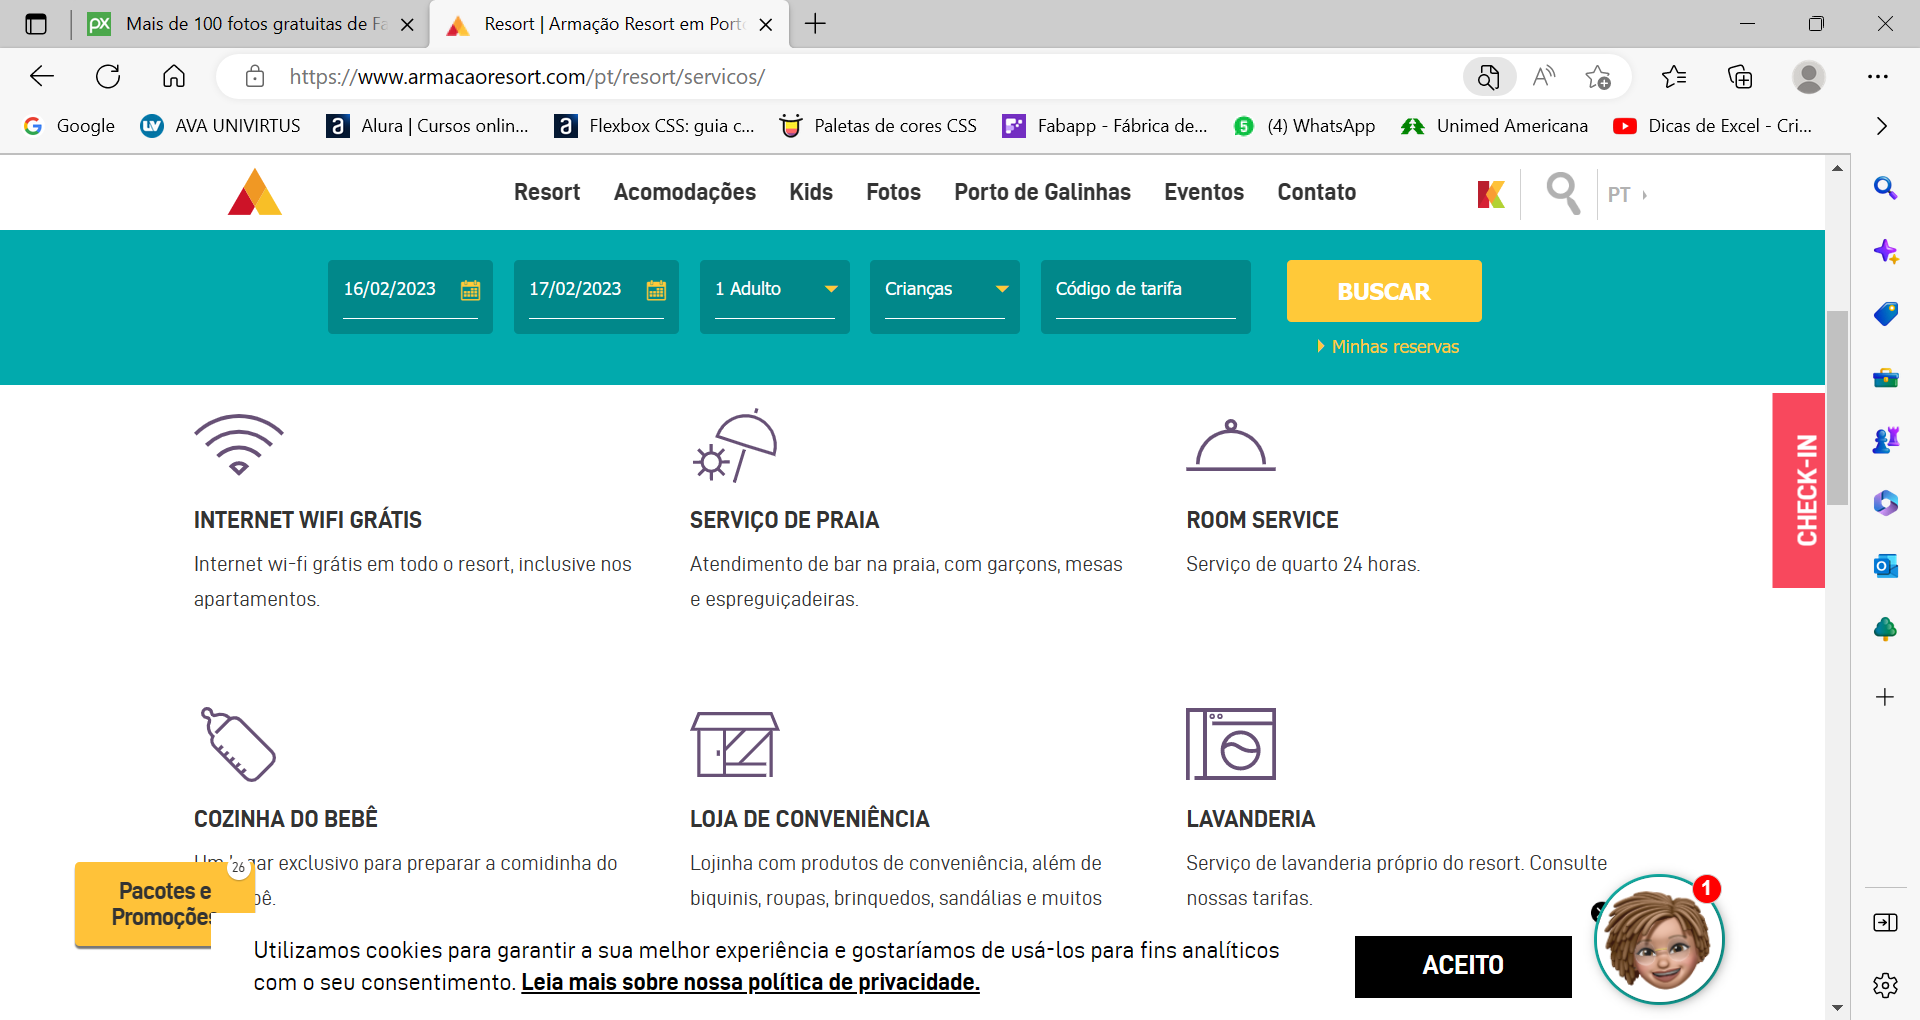 Mais de 100 fotos gratuitas de Fa
Resort | Armação Resort em Porto
https://www.armacaoresort.com/pt/resort/servicos/
Google
AVA UNIVIRTUS
Alura | Cursos onlin...
Flexbox CSS: guia c...
Paletas de cores CSS
Fabapp - Fábrica de...
(4) WhatsApp
Unimed Americana
Dicas de Excel - Cri...
Resort
Acomodações
Kids
Fotos
Porto de Galinhas
Eventos
Contato
PT
16/02/2023
17/02/2023
1 Adulto
Crianças
Código de tarifa
BUSCAR
Minhas reservas
CHECK-IN
INTERNET WIFI GRÁTIS
Internet wi-fi grátis em todo o resort, inclusive nos
apartamentos.
SERVIÇO DE PRAIA
Atendimento de bar na praia, com garçons, mesas
e espreguiçadeiras.
ROOM SERVICE
Serviço de quarto 24 horas.
COZINHA DO BEBÊ
exclusivo para preparar a comidinha do
LOJA DE CONVENIÊNCIA
Lojinha com produtos de conveniência, além de
biquinis, roupas, brinquedos, sandálias e muitos
LAVANDERIA
Serviço de lavanderia próprio do resort. Consulte
nossas tarifas.
26
Pacotes e
Promoções
1
Utilizamos cookies para garantir a sua melhor experiência e gostaríamos de usá-los para fins analíticos
com o seu consentimento. Leia mais sobre nossa política de privacidade.
ACEITO